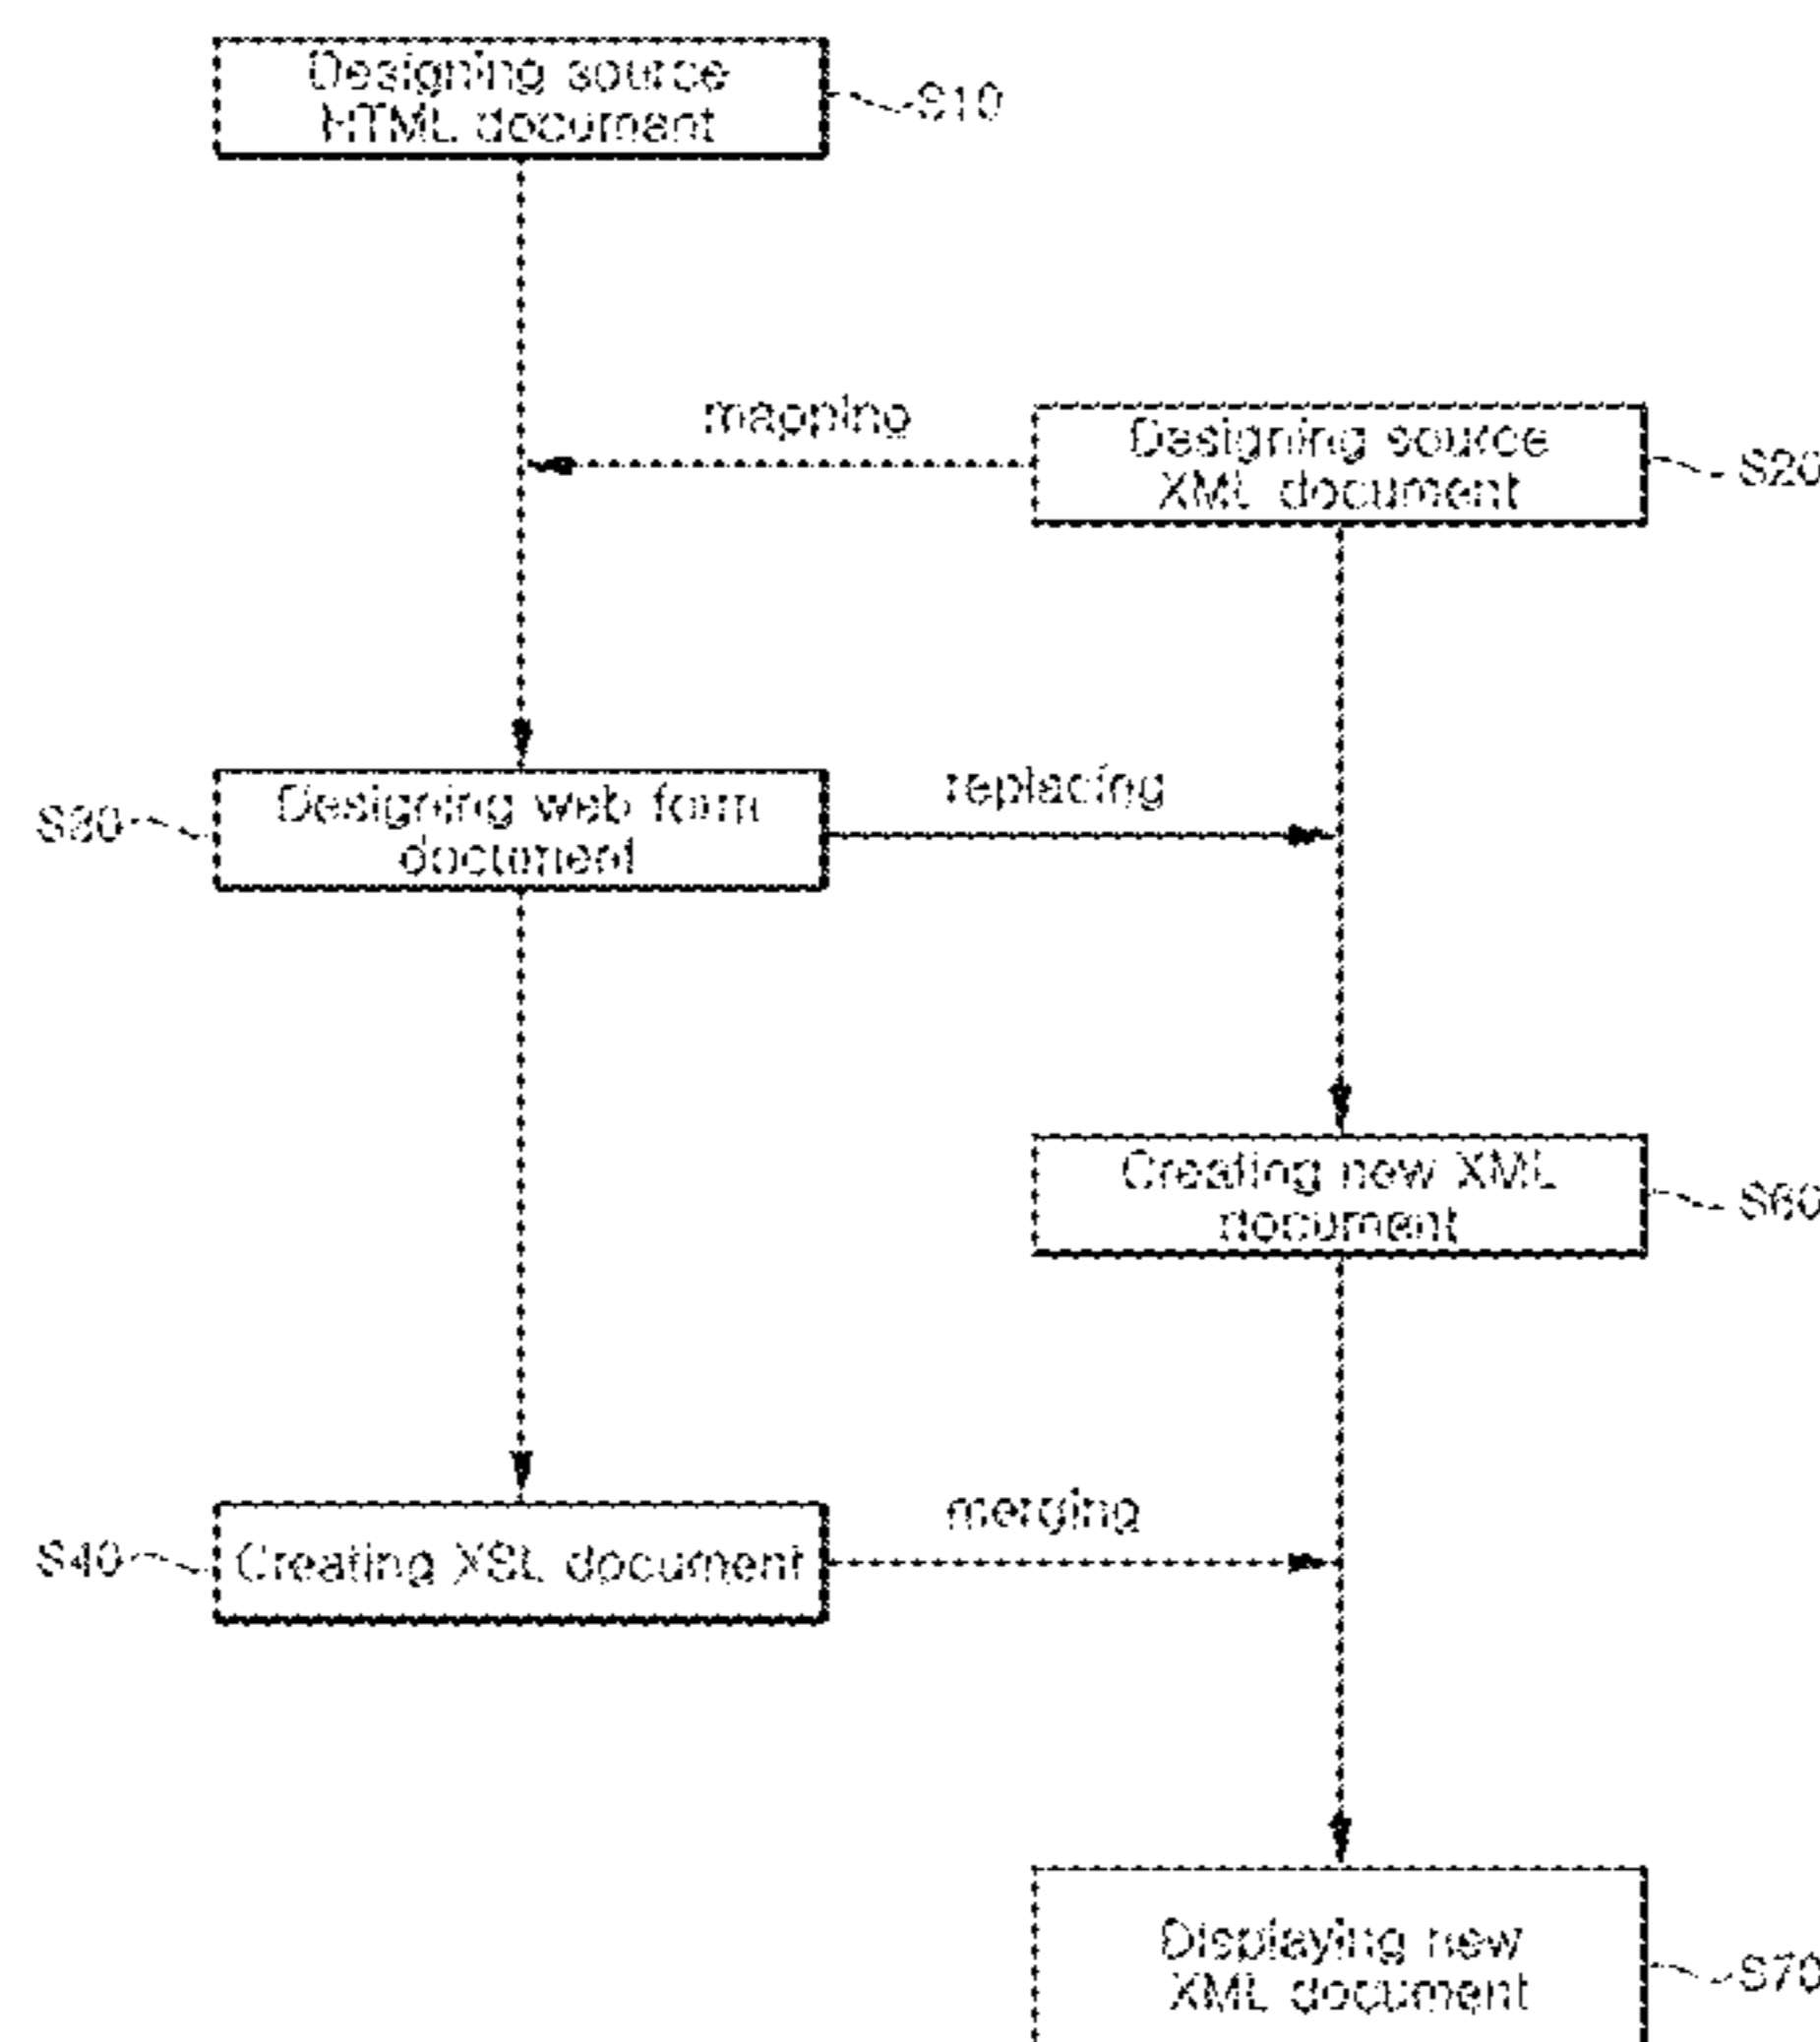 Designing source
HTML document
S10
mapping
Designing source
XML document
S20
Designing web form
document
S30
replacing
Creating new XML
document
S60
merging
Creating XSL document
S40
Displaying new
XML document
S70